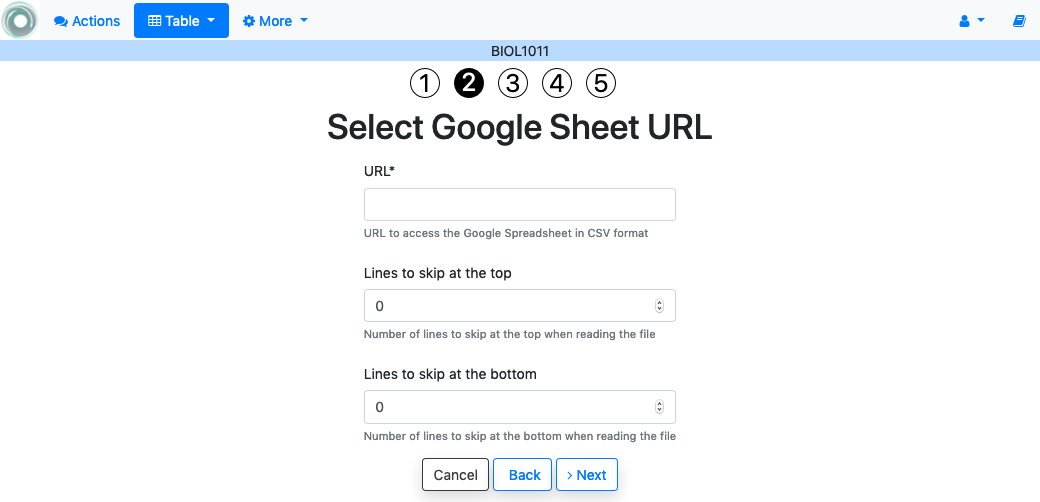 Actions Table More
BIOL1011
1 2 3 4 5
Select Google Sheet URL
URL*
URL to access the Google Spreadsheet in CSV format
Lines to skip at the top
0
Number of lines to skip at the top when reading the file
Lines to skip at the bottom
0
Number of lines to skip at the bottom when reading the file
Cancel Back Next